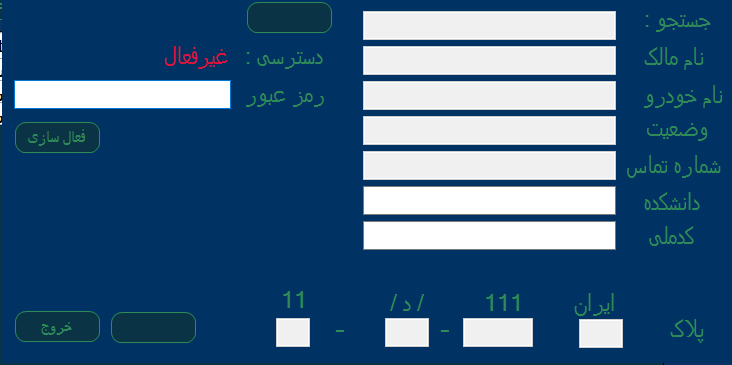 جستجو :
نام مالک
نام خودرو
وضعیت
شماره تماس
دانشکده
کدملی
دسترسی : غیرفعال
رمز عبور
فعال سازی
ایران 111 / د / 11
پلاک - -
خروج